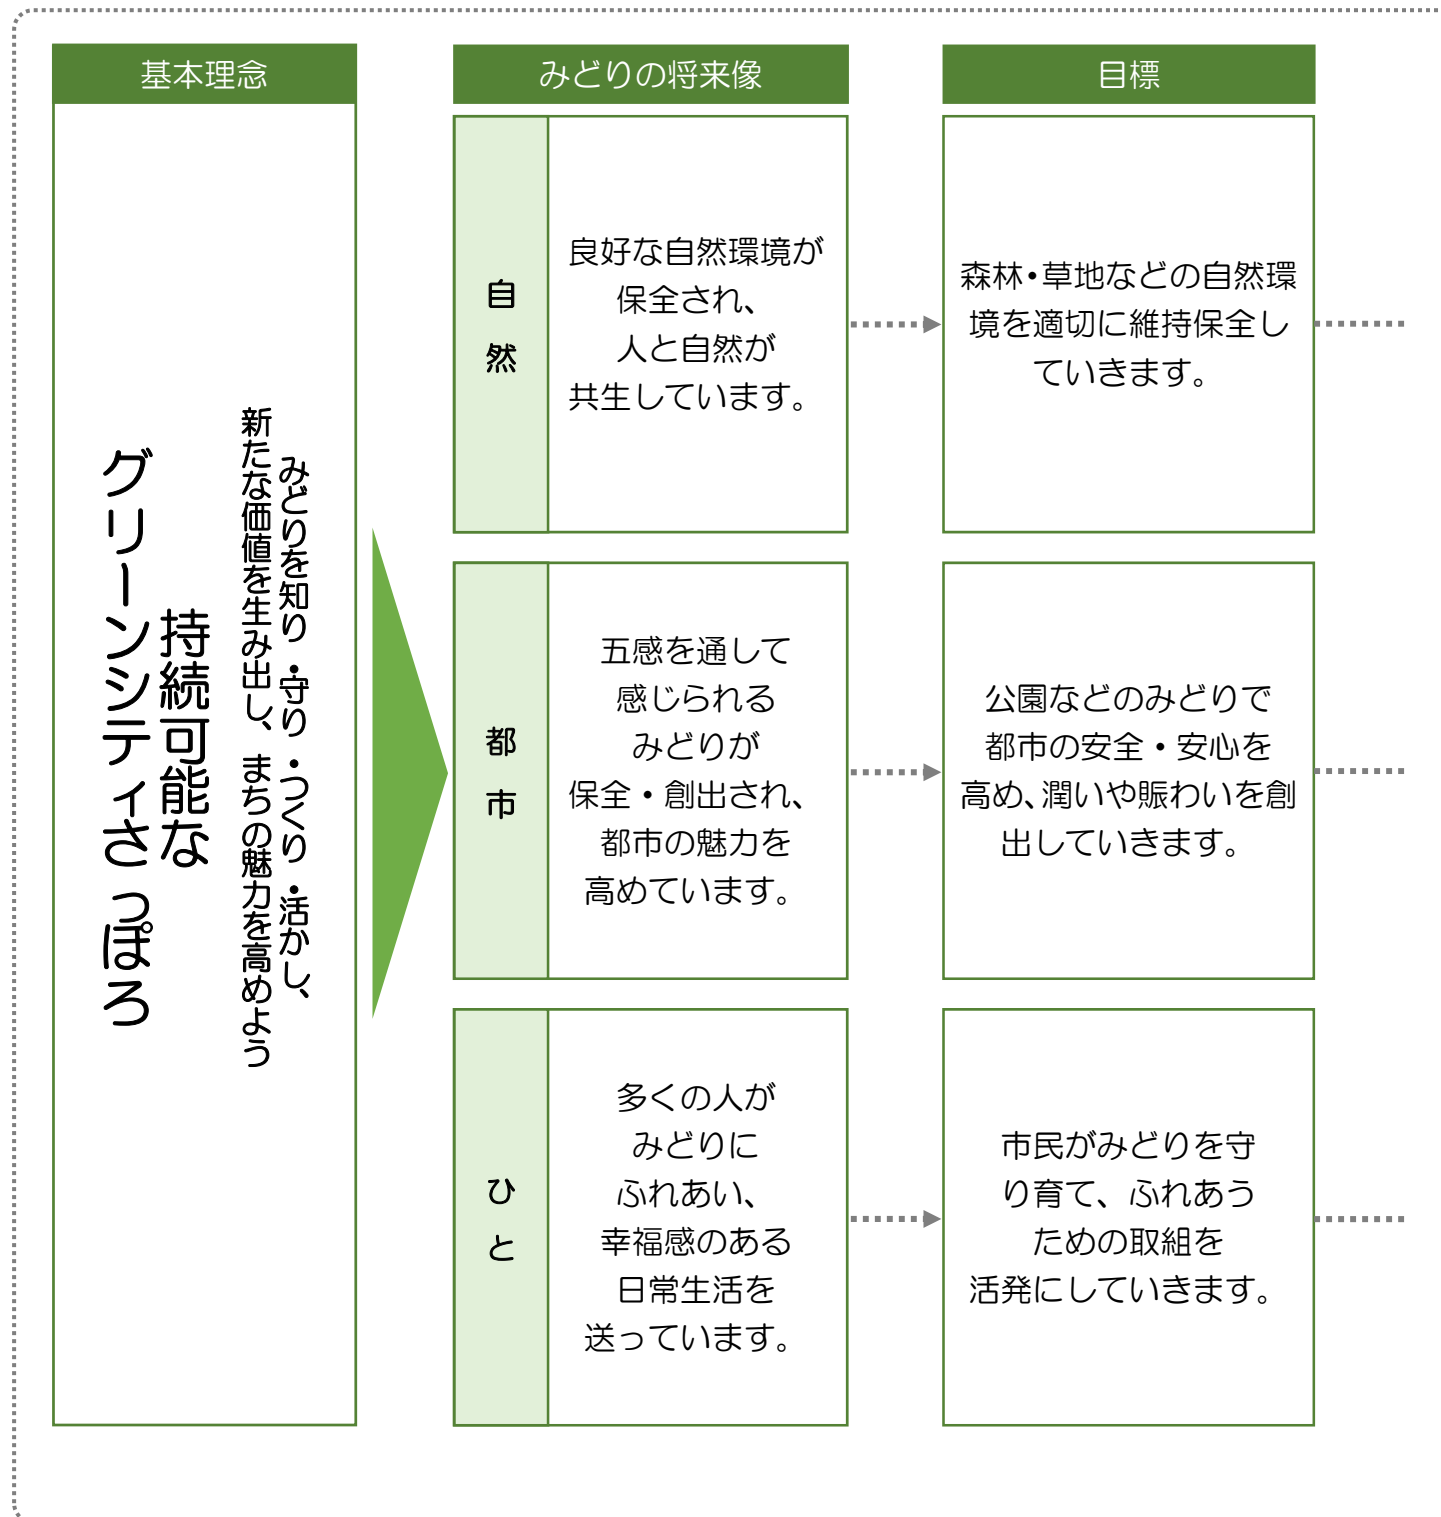 基本理念
みどりを知り・守り・つくり・活かし、
新たな価値を生み出し、まちの魅力を高めよう
持続可能な
グリーンシティさっぽろ
みどりの将来像
目標
自然
良好な自然環境が
保全され、
人と自然が
共生しています。
森林・草地などの自然環
境を適切に維持保全し
ていきます。
都市
五感を通して
感じられる
みどりが
保全・創出され、
都市の魅力を
高めています。
公園などのみどりで
都市の安全・安心を
高め、潤いや賑わいを創
出していきます。
ひと
多くの人が
みどりに
ふれあい、
幸福感のある
日常生活を
送っています。
市民がみどりを守
り育て、ふれあう
ための取組を
活発にしていきます。